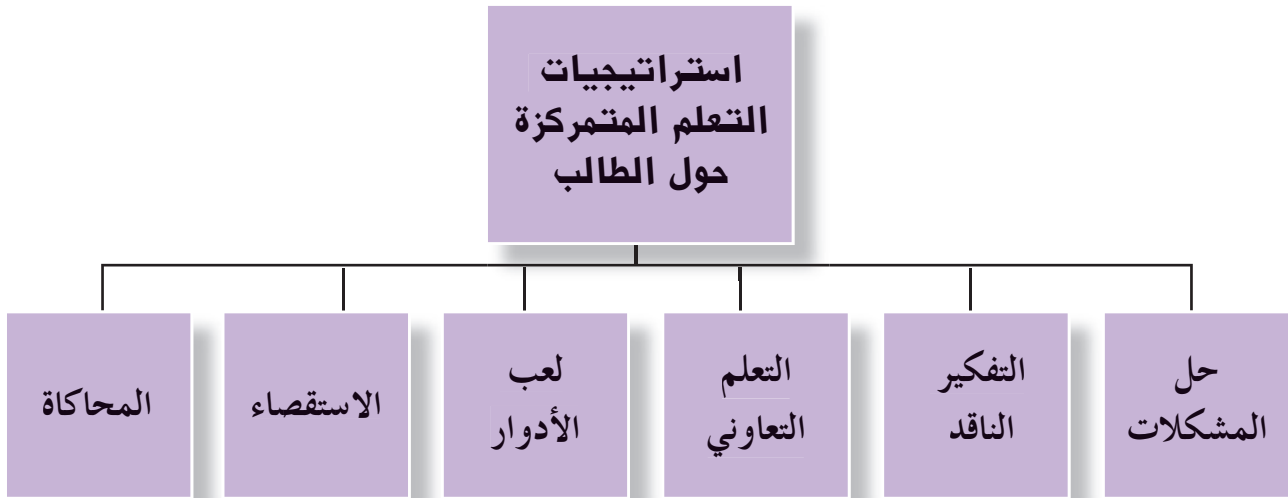 استراتيجيات
التعلم المتمركزة
حول الطالب
حل
المشكلات
التفكير
الناقد
التعلم
التعاوني
لعب
الأدوار
الاستقصاء
المحاكاة